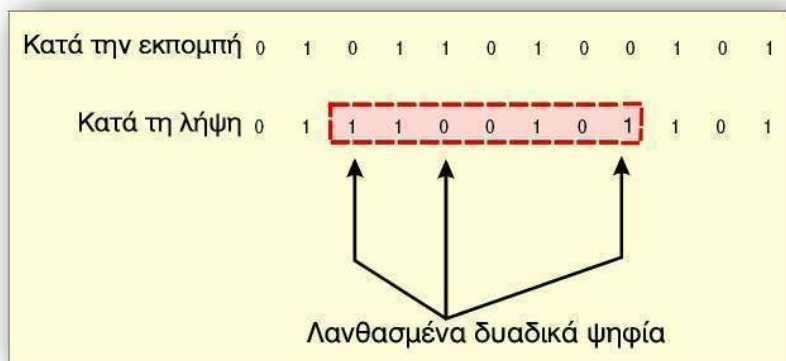 Κατά την εκπομπή 0 1 0 1 1 0 1 0 0 1 0 1
Κατά τη λήψη 0 1 1 1 0 0 1 0 1 1 0 1
Λανθασμένα δυαδικά ψηφία